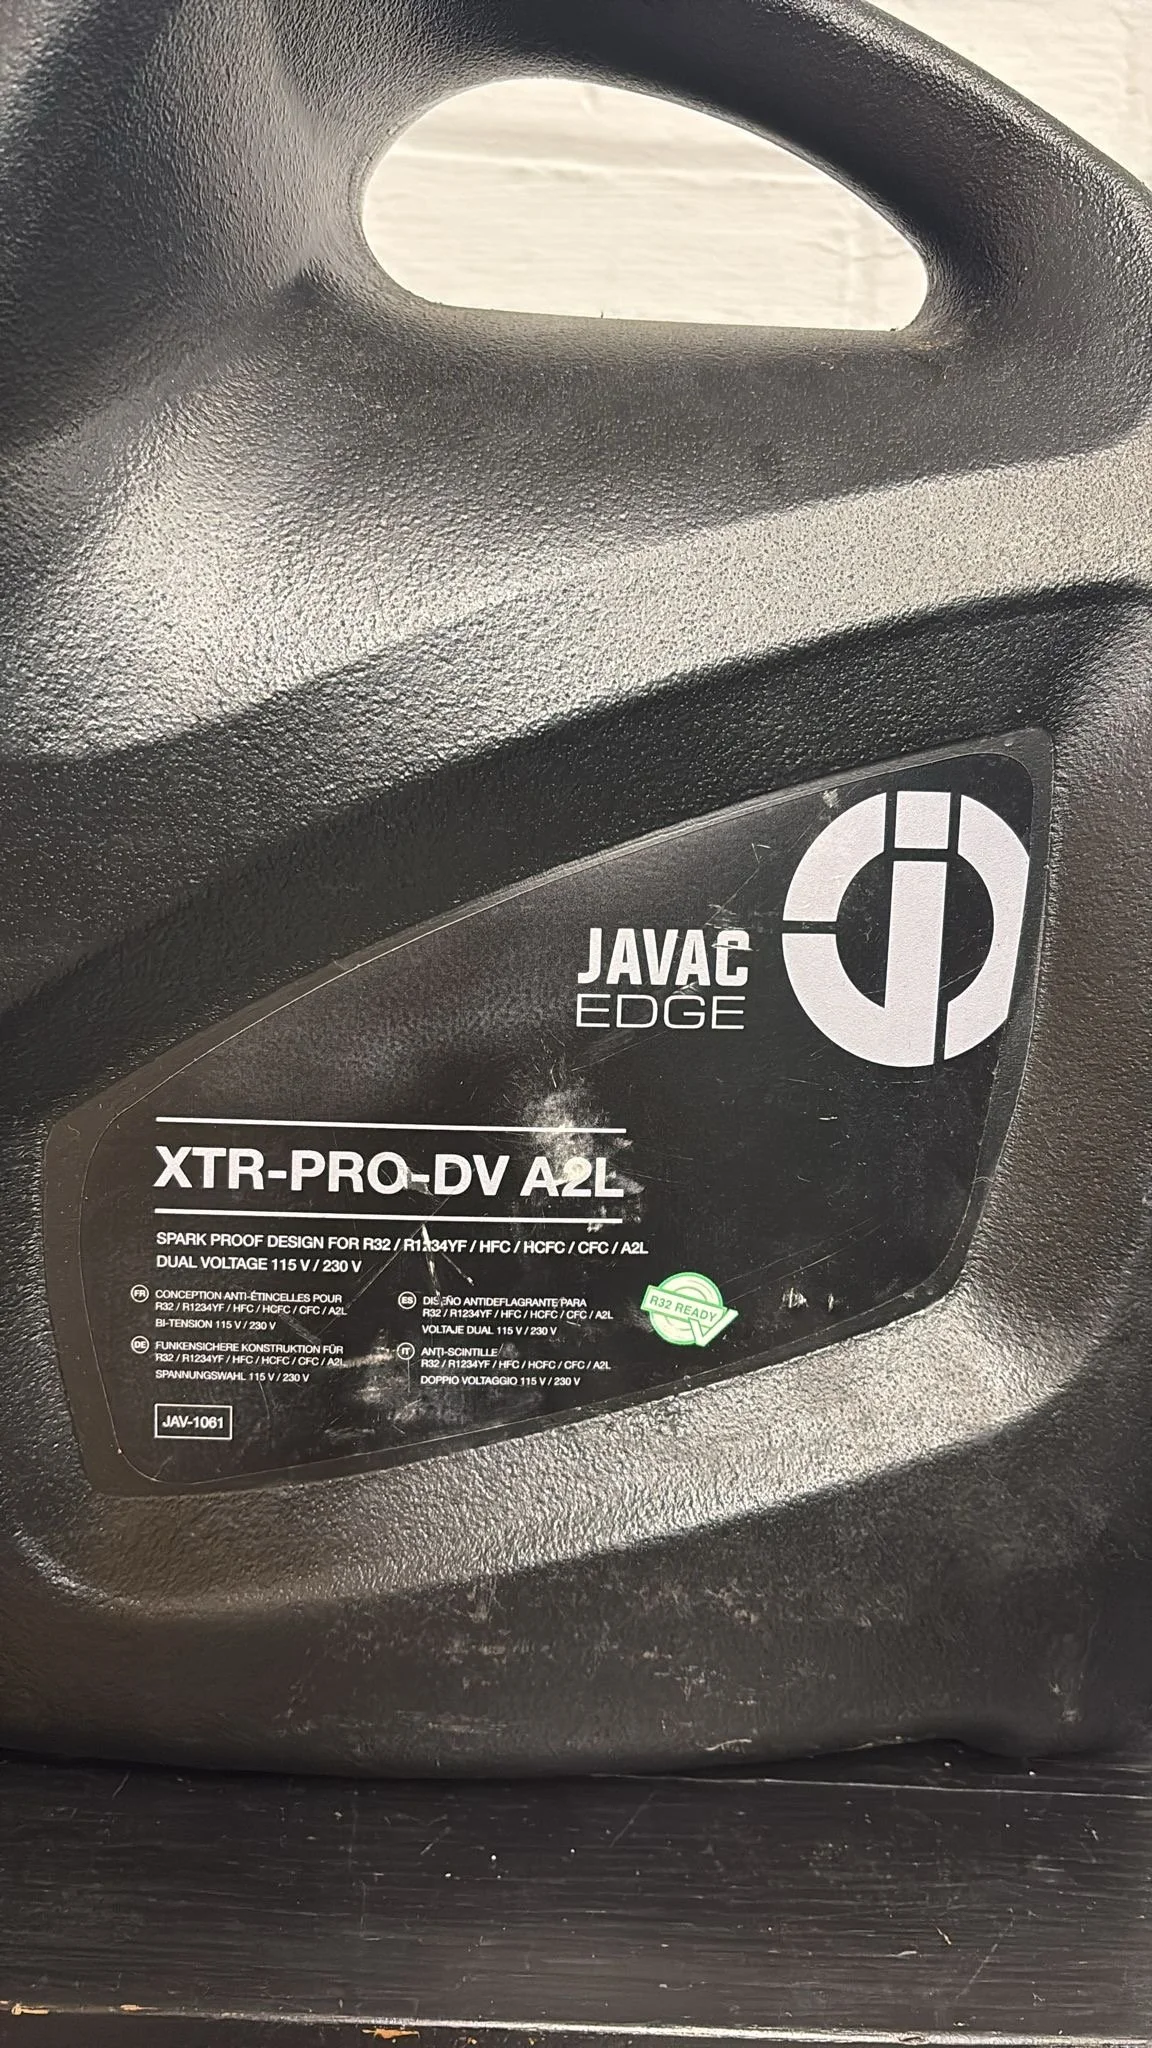 JAVAC
EDGE
XTR-PRO-DV A2L
SPARK PROOF DESIGN FOR R32 / R1234YF / HFC / HCFC / CFC / A2L
DUAL VOLTAGE 115 V / 230 V
FR CONCEPTION ANTI-ÉTINCELLES POUR
R32 / R1234YF / HFC / HCFC / CFC / A2L
BI-TENSION 115 V / 230 V
DE FUNKENSICHERE KONSTRUKTION FÜR
R32 / R1234YF / HFC / HCFC / CFC / A2L
SPANNUNGSWAHL 115 V / 230 V
ES DISEÑO ANTIDEFLAGRANTE PARA
R32 / R1234YF / HFC / HCFC / CFC / A2L
VOLTAJE DUAL 115 V / 230 V
IT ANTI-SCINTILLE
R32 / R1234YF / HFC / HCFC / CFC / A2L
DOPPIO VOLTAGGIO 115 V / 230 V
R32 READY
JAV-1061